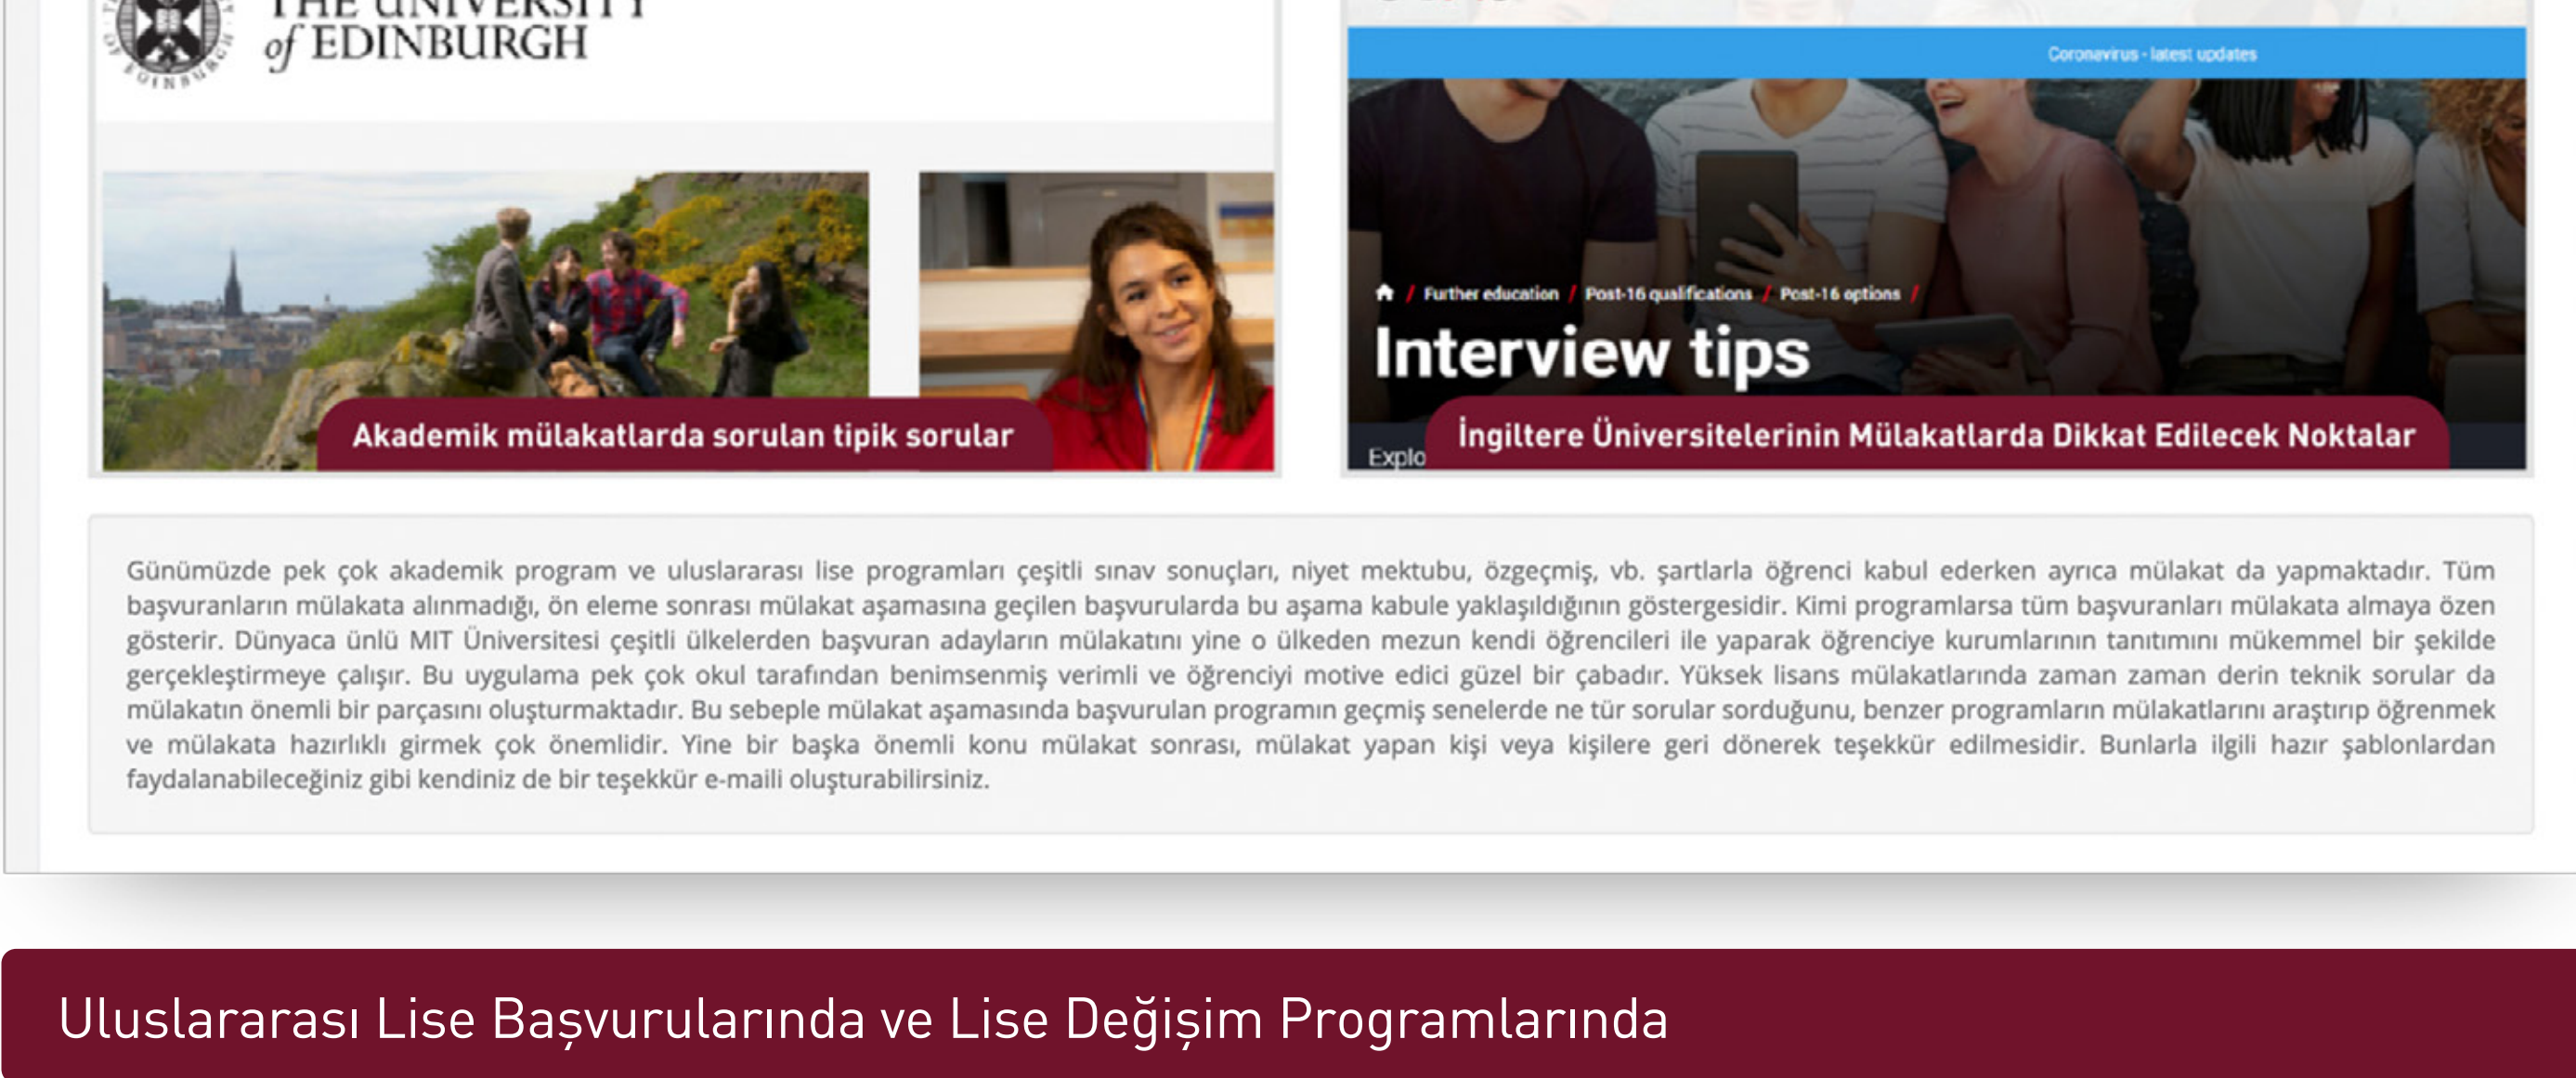 THE UNIVERSITY
of EDINBURGH
Akademik mülakatlarda sorulan tipik sorular
Coronavirus - latest updates
/ Further education / Post-16 qualifications / Post-16 options /
Interview tips
Explo
İngiltere Üniversitelerinin Mülakatlarda Dikkat Edilecek Noktalar
Günümüzde pek çok akademik program ve uluslararası lise programları çeşitli sınav sonuçları, niyet mektubu, özgeçmiş, vb. şartlarla öğrenci kabul ederken ayrıca mülakat da yapmaktadır. Tüm
başvuranların mülakata alınmadığı, ön eleme sonrası mülakat aşamasına geçilen başvurularda bu aşama kabule yaklaşıldığının göstergesidir. Kimi programlarsa tüm başvuranları mülakata almaya özen
gösterir. Dünyaca ünlü MIT Üniversitesi çeşitli ülkelerden başvuran adayların mülakatını yine o ülkeden mezun kendi öğrencileri ile yaparak öğrenciye kurumlarının tanıtımını mükemmel bir şekilde
gerçekleştirmeye çalışır. Bu uygulama pek çok okul tarafından benimsenmiş verimli ve öğrenciyi motive edici güzel bir çabadır. Yüksek lisans mülakatlarında zaman zaman derin teknik sorular da
mülakatın önemli bir parçasını oluşturmaktadır. Bu sebeple mülakat aşamasında başvurulan programın geçmiş senelerde ne tür sorular sorduğunu, benzer programların mülakatlarını araştırıp öğrenmek
ve mülakata hazırlıklı girmek çok önemlidir. Yine bir başka önemli konu mülakat sonrası, mülakat yapan kişi veya kişilere geri dönerek teşekkür edilmesidir. Bunlarla ilgili hazır şablonlardan
faydalanabileceğiniz gibi kendiniz de bir teşekkür e-maili oluşturabilirsiniz.
Uluslararası Lise Başvurularında ve Lise Değişim Programlarında